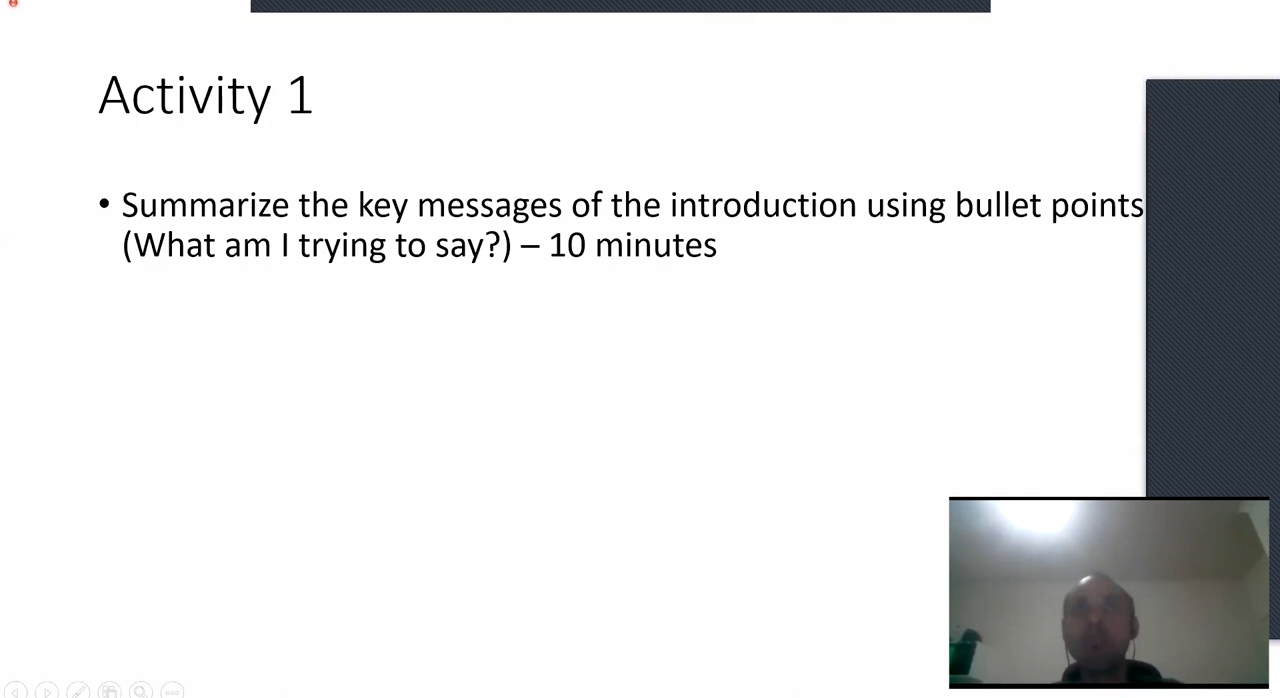 Activity 1
• Summarize the key messages of the introduction using bullet points
(What am I trying to say?) – 10 minutes